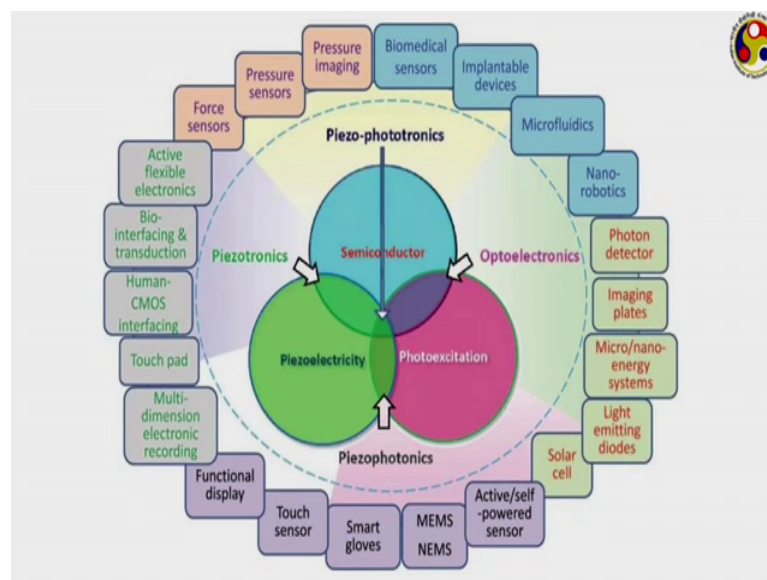 Pressure
imaging
Biomedical
sensors
Pressure
sensors
Implantable
devices
Force
sensors
Microfluidics
Piezo-phototronics
Active
flexible
electronics
Nano-
robotics
Bio-
interfacing &
transduction
Piezotronics
Semiconductor
Optoelectronics
Photon
detector
Human-
CMOS
interfacing
Imaging
plates
Touch pad
Piezoelectricity
Photoexcitation
Micro/nano-
energy
systems
Multi-
dimension
electronic
recording
Light
emitting
diodes
Piezophotonics
Solar
cell
Functional
display
Touch
sensor
Smart
gloves
MEMS
NEMS
Active/self
-powered
sensor